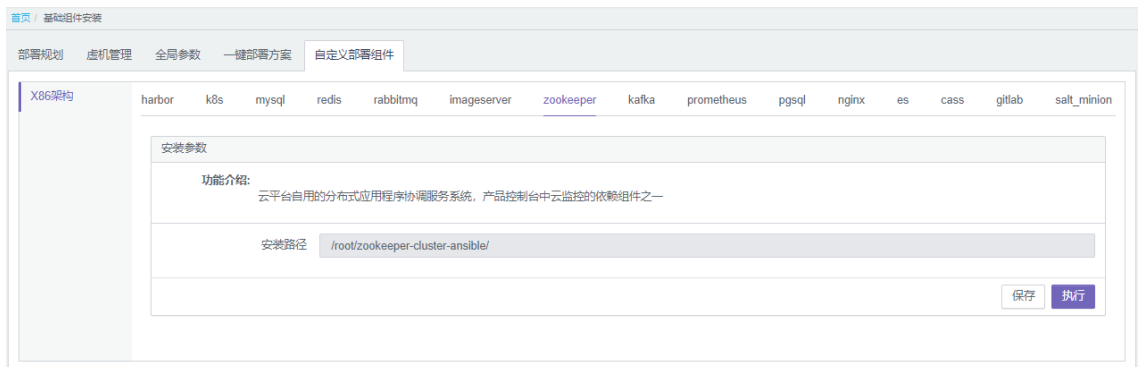 首页 / 基础组件安装
部署规划 虚机管理 全局参数 一键部署方案 自定义部署组件
X86架构
harbor k8s mysql redis rabbitmq imageserver zookeeper kafka prometheus pgsql nginx es cass gitlab salt_minion
安装参数
功能介绍:
云平台自用的分布式应用程序协调服务系统，产品控制台中云监控的依赖组件之一
安装路径 /root/zookeeper-cluster-ansible/
保存 执行